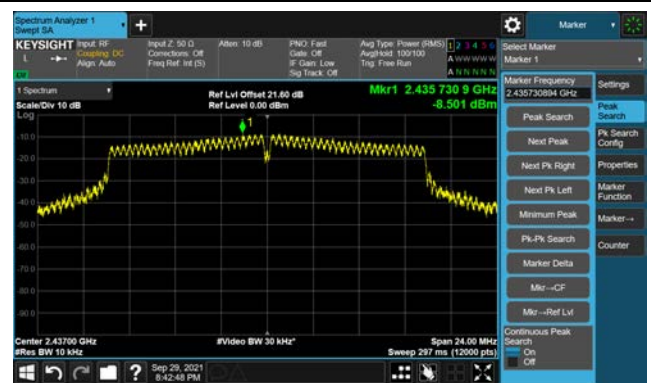 Spectrum Analyzer 1
Swept SA
+
Marker
KEYSIGHT
L
Input: RF
Coupling: DC
Align: Auto
Input Z: 50 Ω
Corrections: Off
Freq Ref: Int (S)
Atten: 10 dB
PNO: Fast
Gate: Off
IF Gain: Low
Sig Track: Off
Avg Type: Power (RMS)
Avg|Hold: 100/100
Trig: Free Run
1 2 3 4 5 6
A W W W W W
A N N N N N
Select Marker
Marker 1
1 Spectrum
Scale/Div 10 dB
Log
Ref Lvl Offset 21.60 dB
Ref Level 0.00 dBm
Mkr1 2.435 730 9 GHz
-8.501 dBm
1
-10.0
-20.0
-30.0
-40.0
-50.0
-60.0
-70.0
-80.0
-90.0
Center 2.43700 GHz
#Res BW 10 kHz
#Video BW 30 kHz*
Span 24.00 MHz
Sweep 297 ms (12000 pts)
Marker Frequency
2.435730894 GHz
Peak Search
Next Peak
Next Pk Right
Next Pk Left
Minimum Peak
Pk-Pk Search
Marker Delta
Mkr→CF
Mkr→Ref Lvl
Continuous Peak
Search
On
Off
Settings
Peak
Search
Pk Search
Config
Properties
Marker
Function
Marker→
Counter
?
Sep 29, 2021
8:42:48 PM